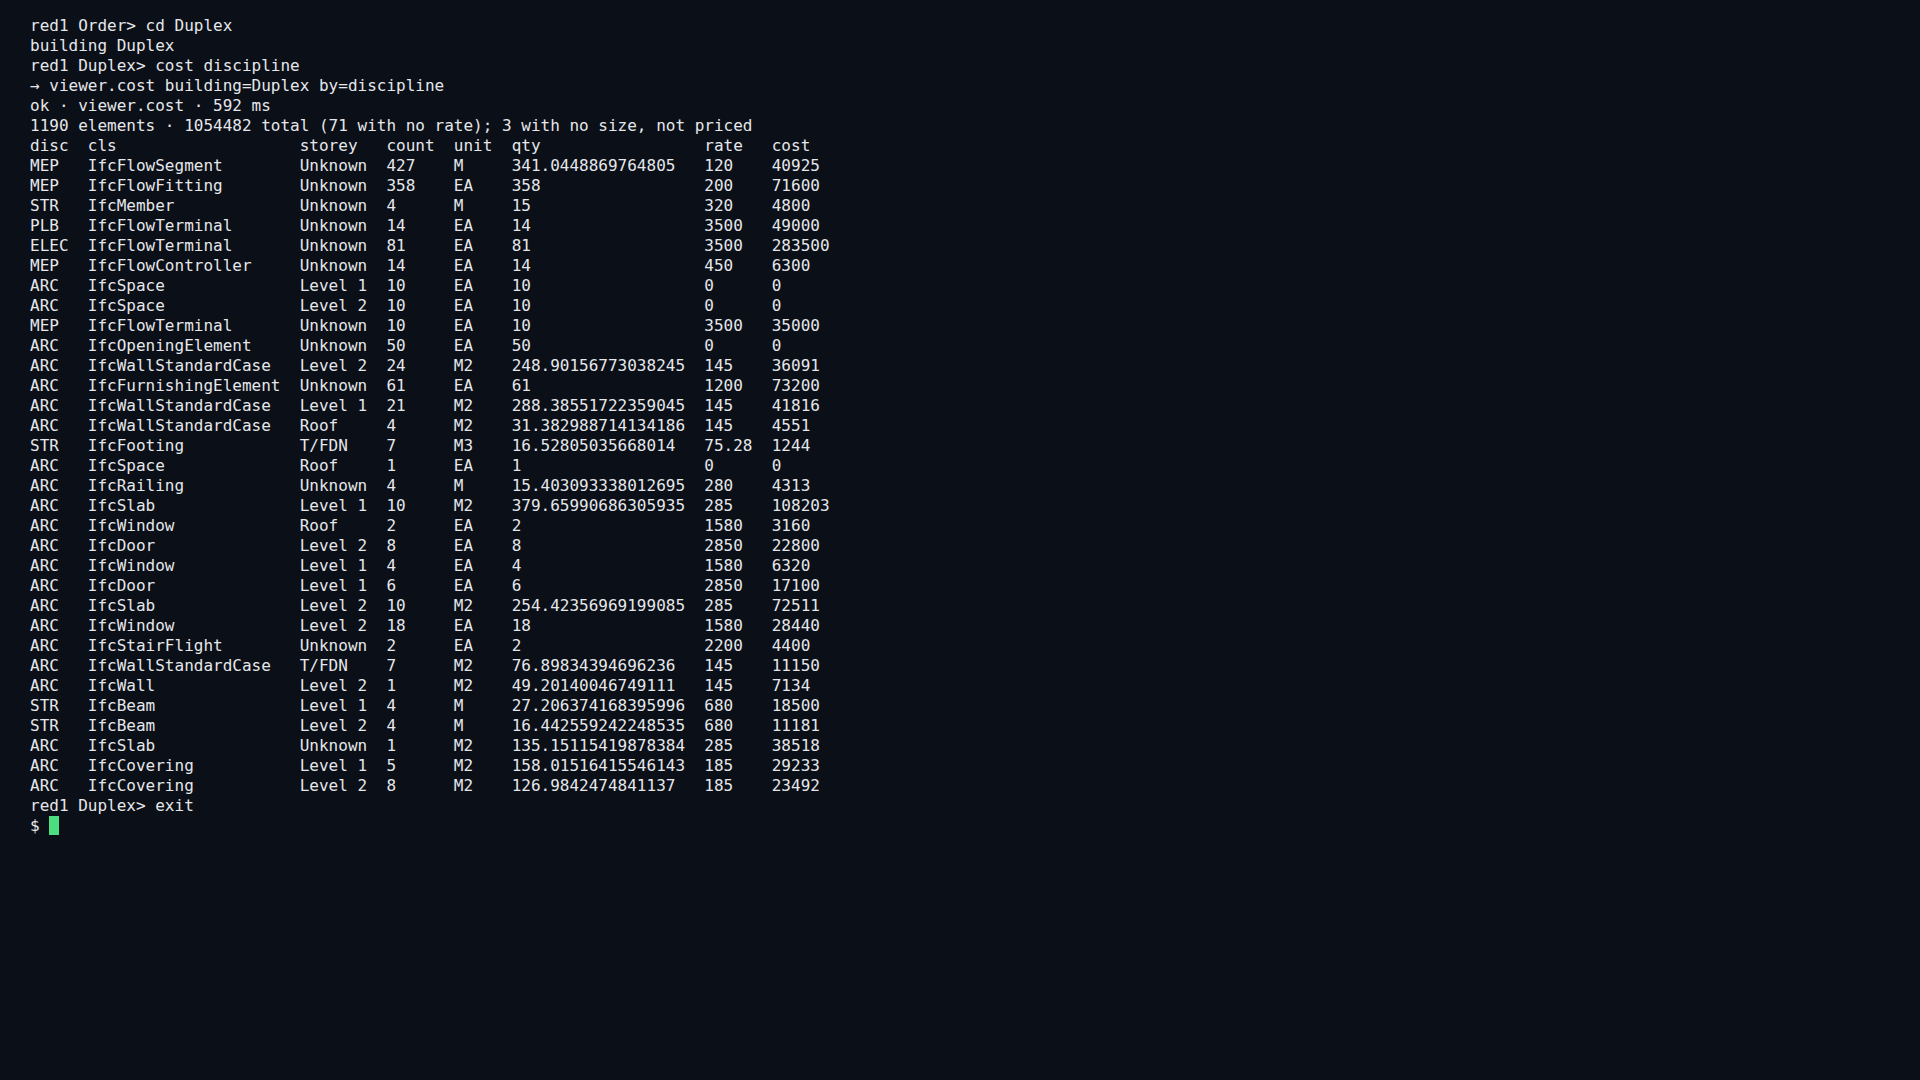 red1 Order> cd Duplex
building Duplex
red1 Duplex> cost discipline
→ viewer.cost building=Duplex by=discipline
ok · viewer.cost · 592 ms
1190 elements · 1054482 total (71 with no rate); 3 with no size, not priced
disc  cls                   storey   count  unit  qty                 rate   cost
MEP   IfcFlowSegment        Unknown  427    M     341.0448869764805   120    40925
MEP   IfcFlowFitting        Unknown  358    EA    358                 200    71600
STR   IfcMember             Unknown  4      M     15                  320    4800
PLB   IfcFlowTerminal       Unknown  14     EA    14                  3500   49000
ELEC  IfcFlowTerminal       Unknown  81     EA    81                  3500   283500
MEP   IfcFlowController     Unknown  14     EA    14                  450    6300
ARC   IfcSpace              Level 1  10     EA    10                  0      0
ARC   IfcSpace              Level 2  10     EA    10                  0      0
MEP   IfcFlowTerminal       Unknown  10     EA    10                  3500   35000
ARC   IfcOpeningElement     Unknown  50     EA    50                  0      0
ARC   IfcWallStandardCase   Level 2  24     M2    248.90156773038245  145    36091
ARC   IfcFurnishingElement  Unknown  61     EA    61                  1200   73200
ARC   IfcWallStandardCase   Level 1  21     M2    288.38551722359045  145    41816
ARC   IfcWallStandardCase   Roof     4      M2    31.382988714134186  145    4551
STR   IfcFooting            T/FDN    7      M3    16.52805035668014   75.28  1244
ARC   IfcSpace              Roof     1      EA    1                   0      0
ARC   IfcRailing            Unknown  4      M     15.403093338012695  280    4313
ARC   IfcSlab               Level 1  10     M2    379.65990686305935  285    108203
ARC   IfcWindow             Roof     2      EA    2                   1580   3160
ARC   IfcDoor               Level 2  8      EA    8                   2850   22800
ARC   IfcWindow             Level 1  4      EA    4                   1580   6320
ARC   IfcDoor               Level 1  6      EA    6                   2850   17100
ARC   IfcSlab               Level 2  10     M2    254.42356969199085  285    72511
ARC   IfcWindow             Level 2  18     EA    18                  1580   28440
ARC   IfcStairFlight        Unknown  2      EA    2                   2200   4400
ARC   IfcWallStandardCase   T/FDN    7      M2    76.89834394696236   145    11150
ARC   IfcWall               Level 2  1      M2    49.20140046749111   145    7134
STR   IfcBeam               Level 1  4      M     27.206374168395996  680    18500
STR   IfcBeam               Level 2  4      M     16.442559242248535  680    11181
ARC   IfcSlab               Unknown  1      M2    135.15115419878384  285    38518
ARC   IfcCovering           Level 1  5      M2    158.01516415546143  185    29233
ARC   IfcCovering           Level 2  8      M2    126.9842474841137   185    23492
red1 Duplex> exit
$